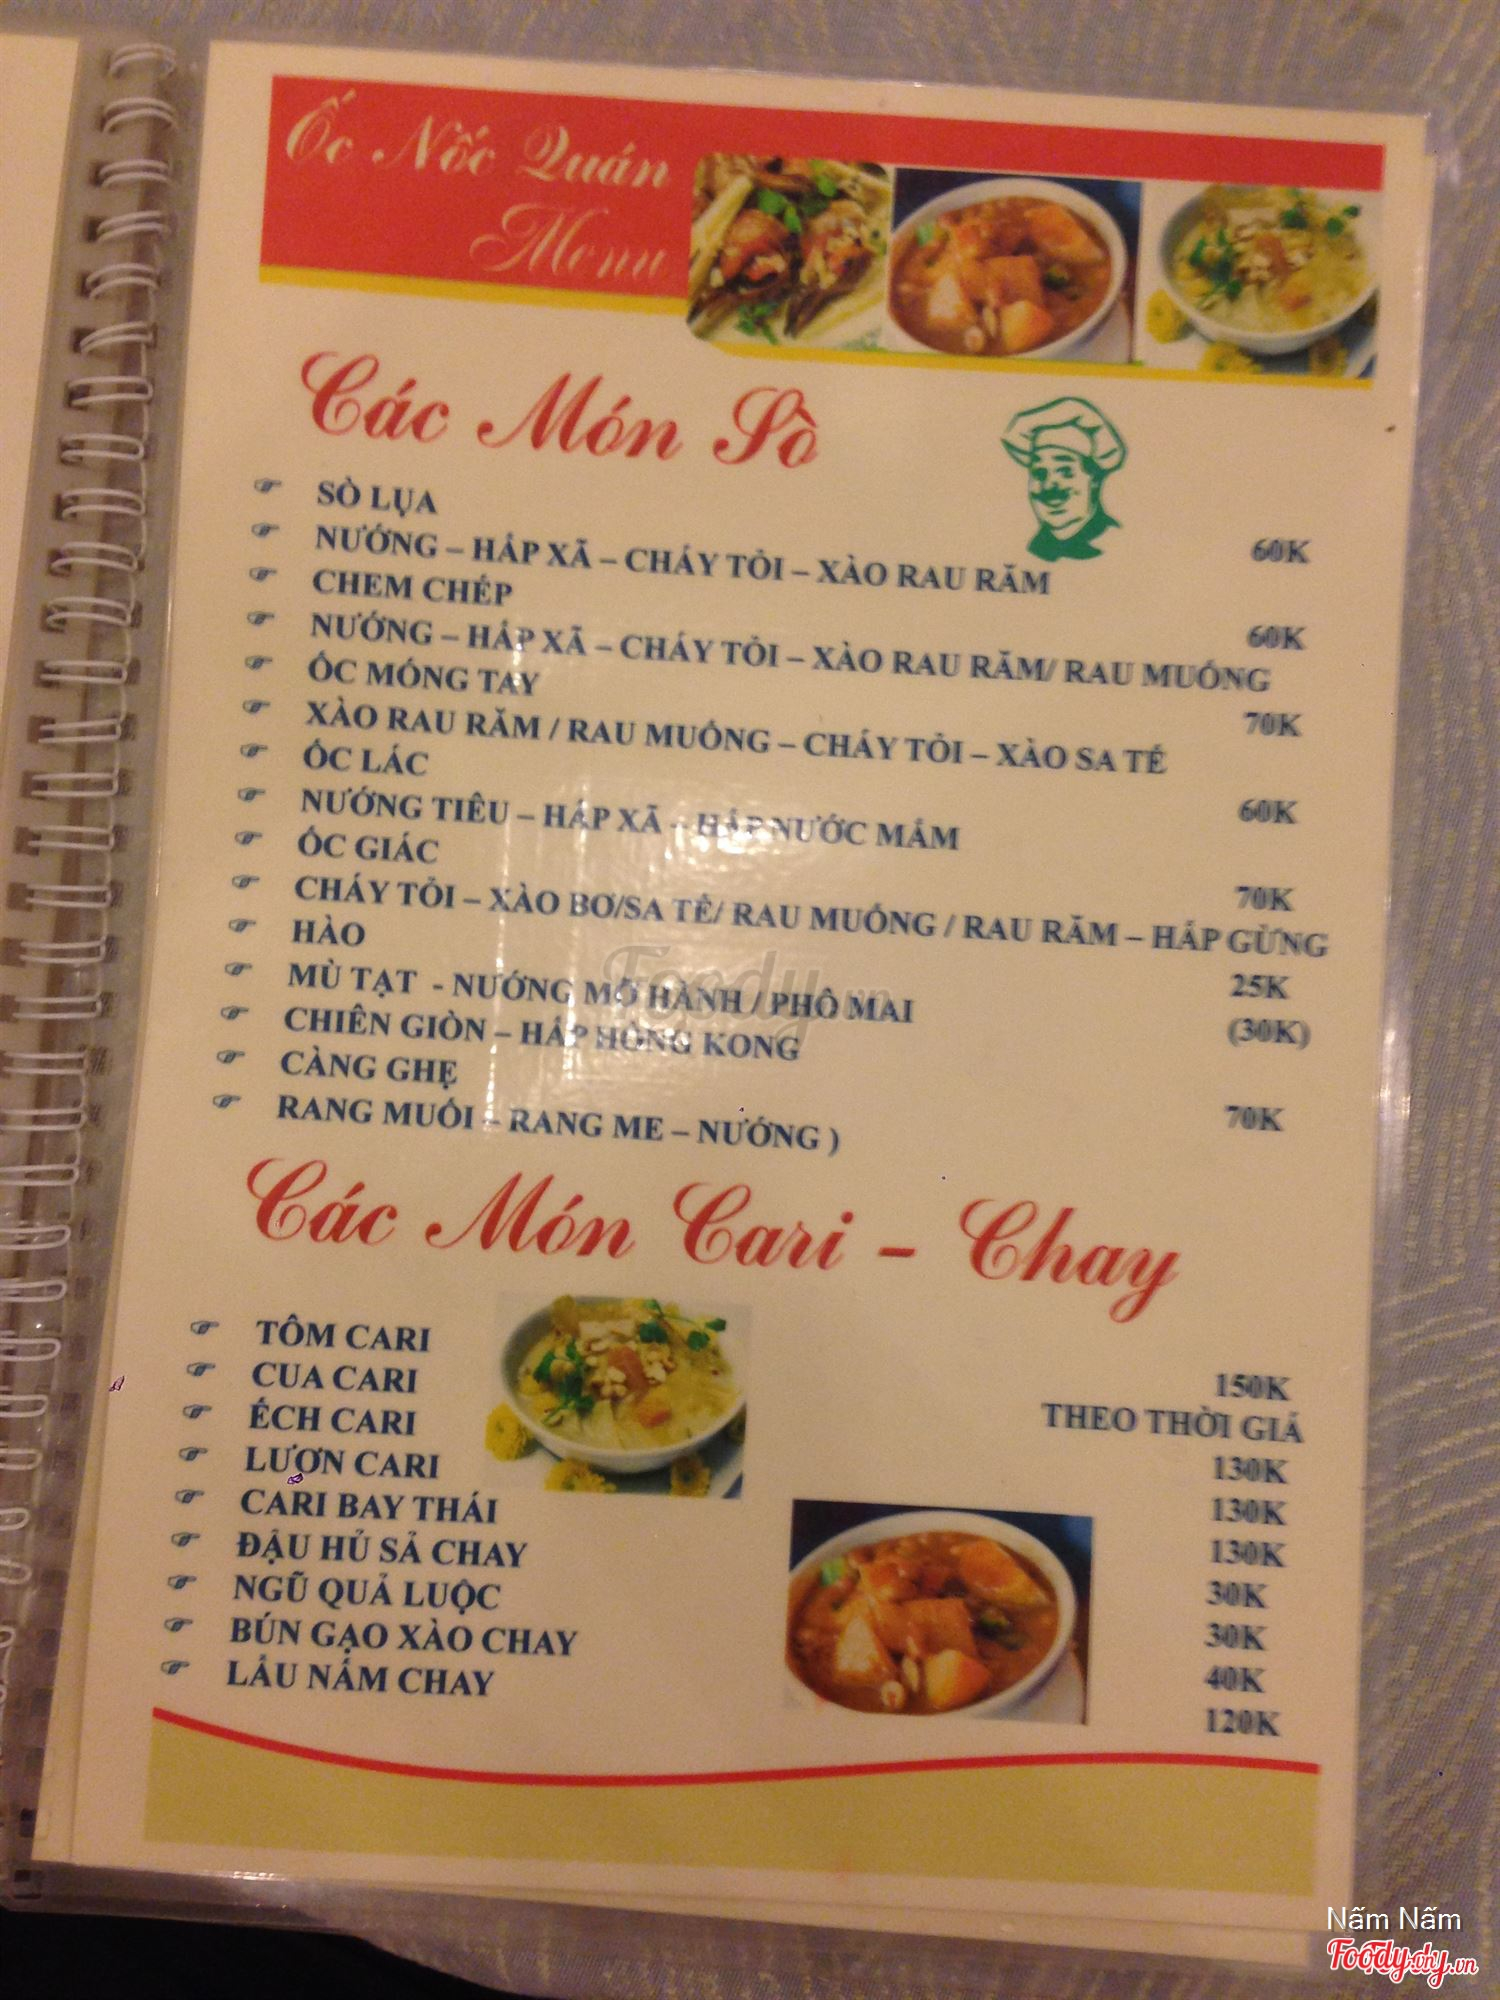 Ốc Nốc Quán
Menu
Các Món Sò
SÒ LỤA 60K
NƯỚNG – HẤP XÃ – CHÁY TỎI – XÀO RAU RĂM
CHEM CHÉP 60K
NƯỚNG – HẤP XÃ – CHÁY TỎI – XÀO RAU RĂM/ RAU MUỐNG
ỐC MÓNG TAY 70K
XÀO RAU RĂM / RAU MUỐNG – CHÁY TỎI – XÀO SA TẾ
ỐC LÁC 60K
NƯỚNG TIÊU – HẤP XÃ – HẤP NƯỚC MẮM
ỐC GIÁC 70K
CHÁY TỎI – XÀO BƠ/SA TẾ/ RAU MUỐNG / RAU RĂM – HẤP GỪNG
HÀO 25K
MÙ TẠT - NƯỚNG MỠ HÀNH / PHÔ MAI (30K)
CHIÊN GIÒN – HẤP HỒNG KONG
CÀNG GHẸ 70K
RANG MUỐI – RANG ME – NƯỚNG )
Các Món Cari - Chay
TÔM CARI 150K
CUA CARI THEO THỜI GIÁ
ẾCH CARI 130K
LƯƠN CARI 130K
CARI BAY THÁI 130K
ĐẬU HỦ SẢ CHAY 30K
NGŨ QUẢ LUỘC 30K
BÚN GẠO XÀO CHAY 40K
LẨU NẤM CHAY 120K
Foody.vn
Nấm Nấm